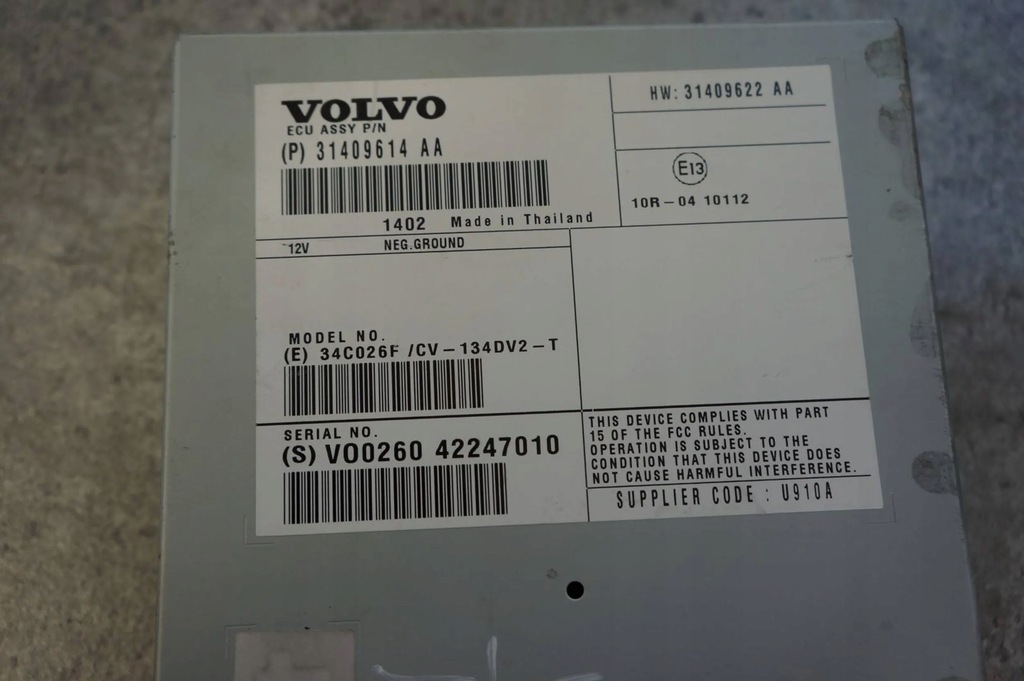 VOLVO
ECU ASSY P/N
(P) 31409614 AA
1402 Made in Thailand
HW: 31409622 AA
E13
10R-04 10112
12V NEG.GROUND
MODEL NO.
(E) 34C026F /CV-134DV2-T
SERIAL NO.
(S) V00260 42247010
THIS DEVICE COMPLIES WITH PART
15 OF THE FCC RULES.
OPERATION IS SUBJECT TO THE
CONDITION THAT THIS DEVICE DOES
NOT CAUSE HARMFUL INTERFERENCE.
SUPPLIER CODE : U910A